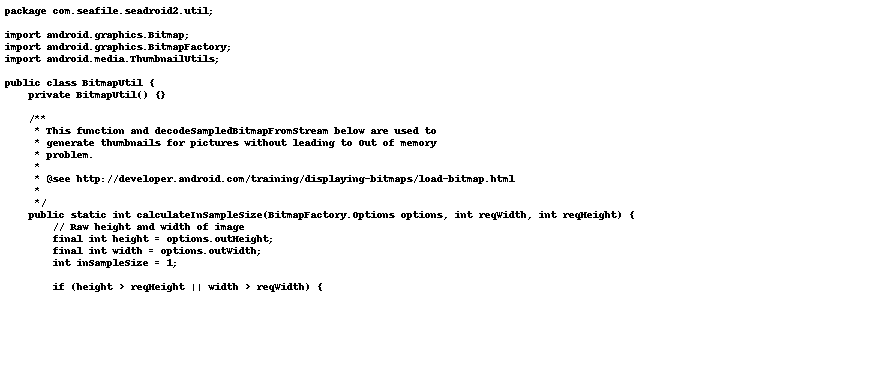 package com.seafile.seadroid2.util;

import android.graphics.Bitmap;
import android.graphics.BitmapFactory;
import android.media.ThumbnailUtils;

public class BitmapUtil {
    private BitmapUtil() {}

    /**
     * This function and decodeSampledBitmapFromStream below are used to
     * generate thumbnails for pictures without leading to Out of memory
     * problem.
     *
     * @see http://developer.android.com/training/displaying-bitmaps/load-bitmap.html
     *
     */
    public static int calculateInSampleSize(BitmapFactory.Options options, int reqWidth, int reqHeight) {
        // Raw height and width of image
        final int height = options.outHeight;
        final int width = options.outWidth;
        int inSampleSize = 1;

        if (height > reqHeight || width > reqWidth) {